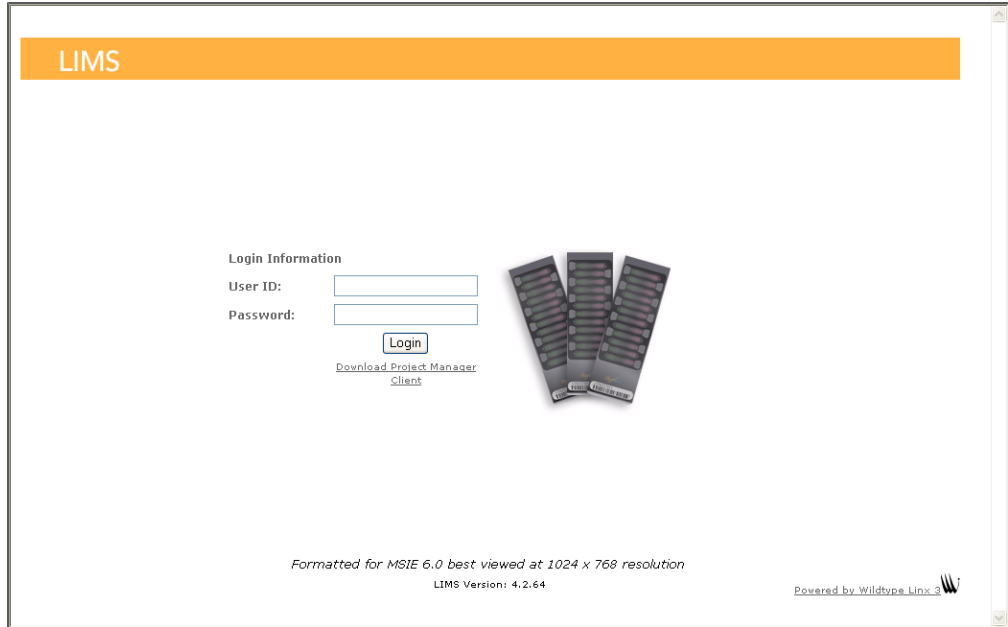 LIMS
Login Information
User ID:
Password:
Login
Download Project Manager
Client
Formatted for MSIE 6.0 best viewed at 1024 x 768 resolution
LIMS Version: 4.2.64
Powered by Wildtype Linx 3